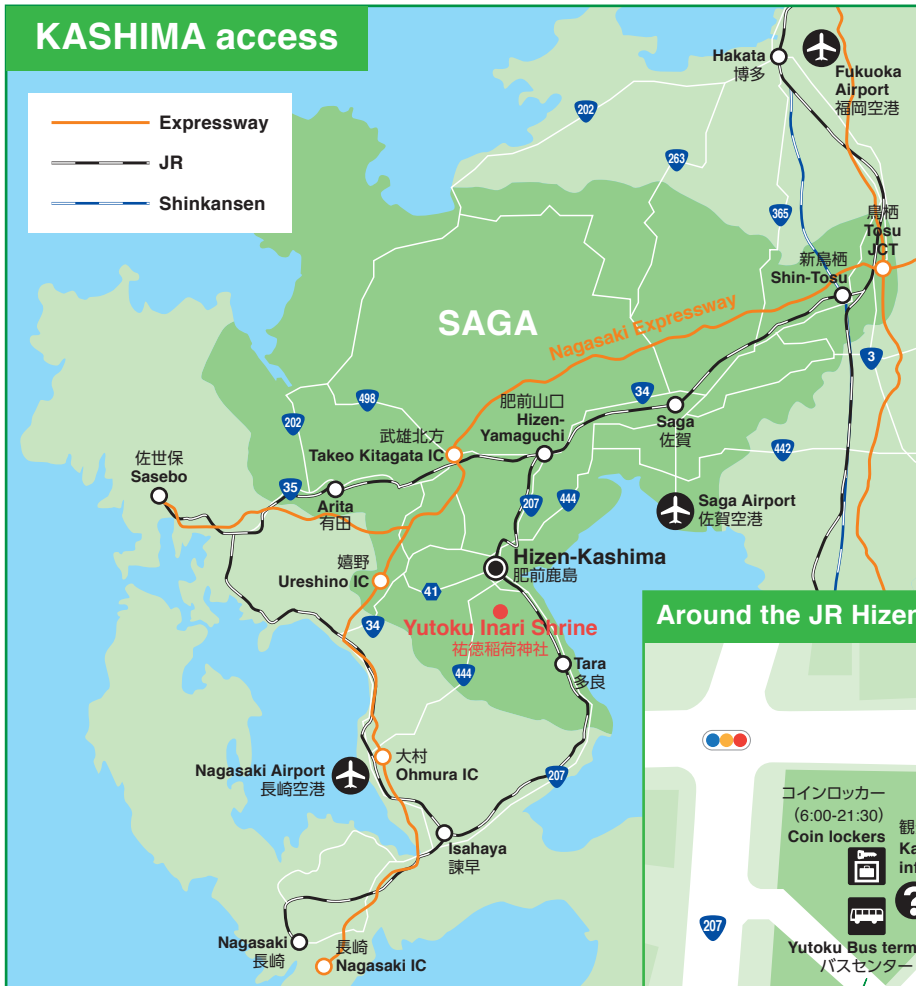 KASHIMA access
Expressway
JR
Shinkansen
Hakata
博多
Fukuoka
Airport
福岡空港
202
263
365
鳥栖
Tosu
JCT
新鳥栖
Shin-Tosu
SAGA
Nagasaki Expressway
3
34
498
202
肥前山口
Hizen-
Yamaguchi
Saga
佐賀
442
武雄北方
Takeo Kitagata IC
佐世保
Sasebo
35
Arita
有田
207
444
Saga Airport
佐賀空港
Hizen-Kashima
肥前鹿島
嬉野
Ureshino IC
41
34
Yutoku Inari Shrine
祐徳稲荷神社
444
Tara
多良
大村
Ohmura IC
Nagasaki Airport
長崎空港
207
Isahaya
諫早
Nagasaki
長崎
長崎
Nagasaki IC
Around the JR Hizen
コインロッカー
(6:00-21:30)
Coin lockers
観
Ka
inf
?
207
Yutoku Bus term
バスセンター